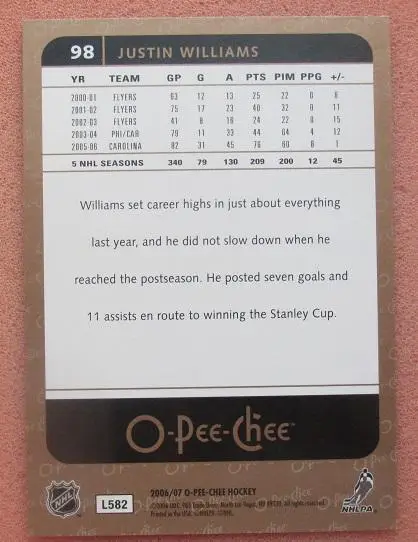 98 JUSTIN WILLIAMS
YR TEAM GP G A PTS PIM PPG +/-
2000-01 FLYERS 63 12 13 25 22 0 6
2001-02 FLYERS 75 17 23 40 32 0 11
2002-03 FLYERS 41 8 16 24 22 0 15
2003-04 PHI/CAR 79 11 33 44 64 4 12
2005-06 CAROLINA 82 31 45 76 60 8 1
5 NHL SEASONS 340 79 130 209 200 12 45
Williams set career highs in just about everything
last year, and he did not slow down when he
reached the postseason. He posted seven goals and
11 assists en route to winning the Stanley Cup.
O-Pee-Chee
NHL
L582
2006/07 O-PEE-CHEE HOCKEY
NHLPA